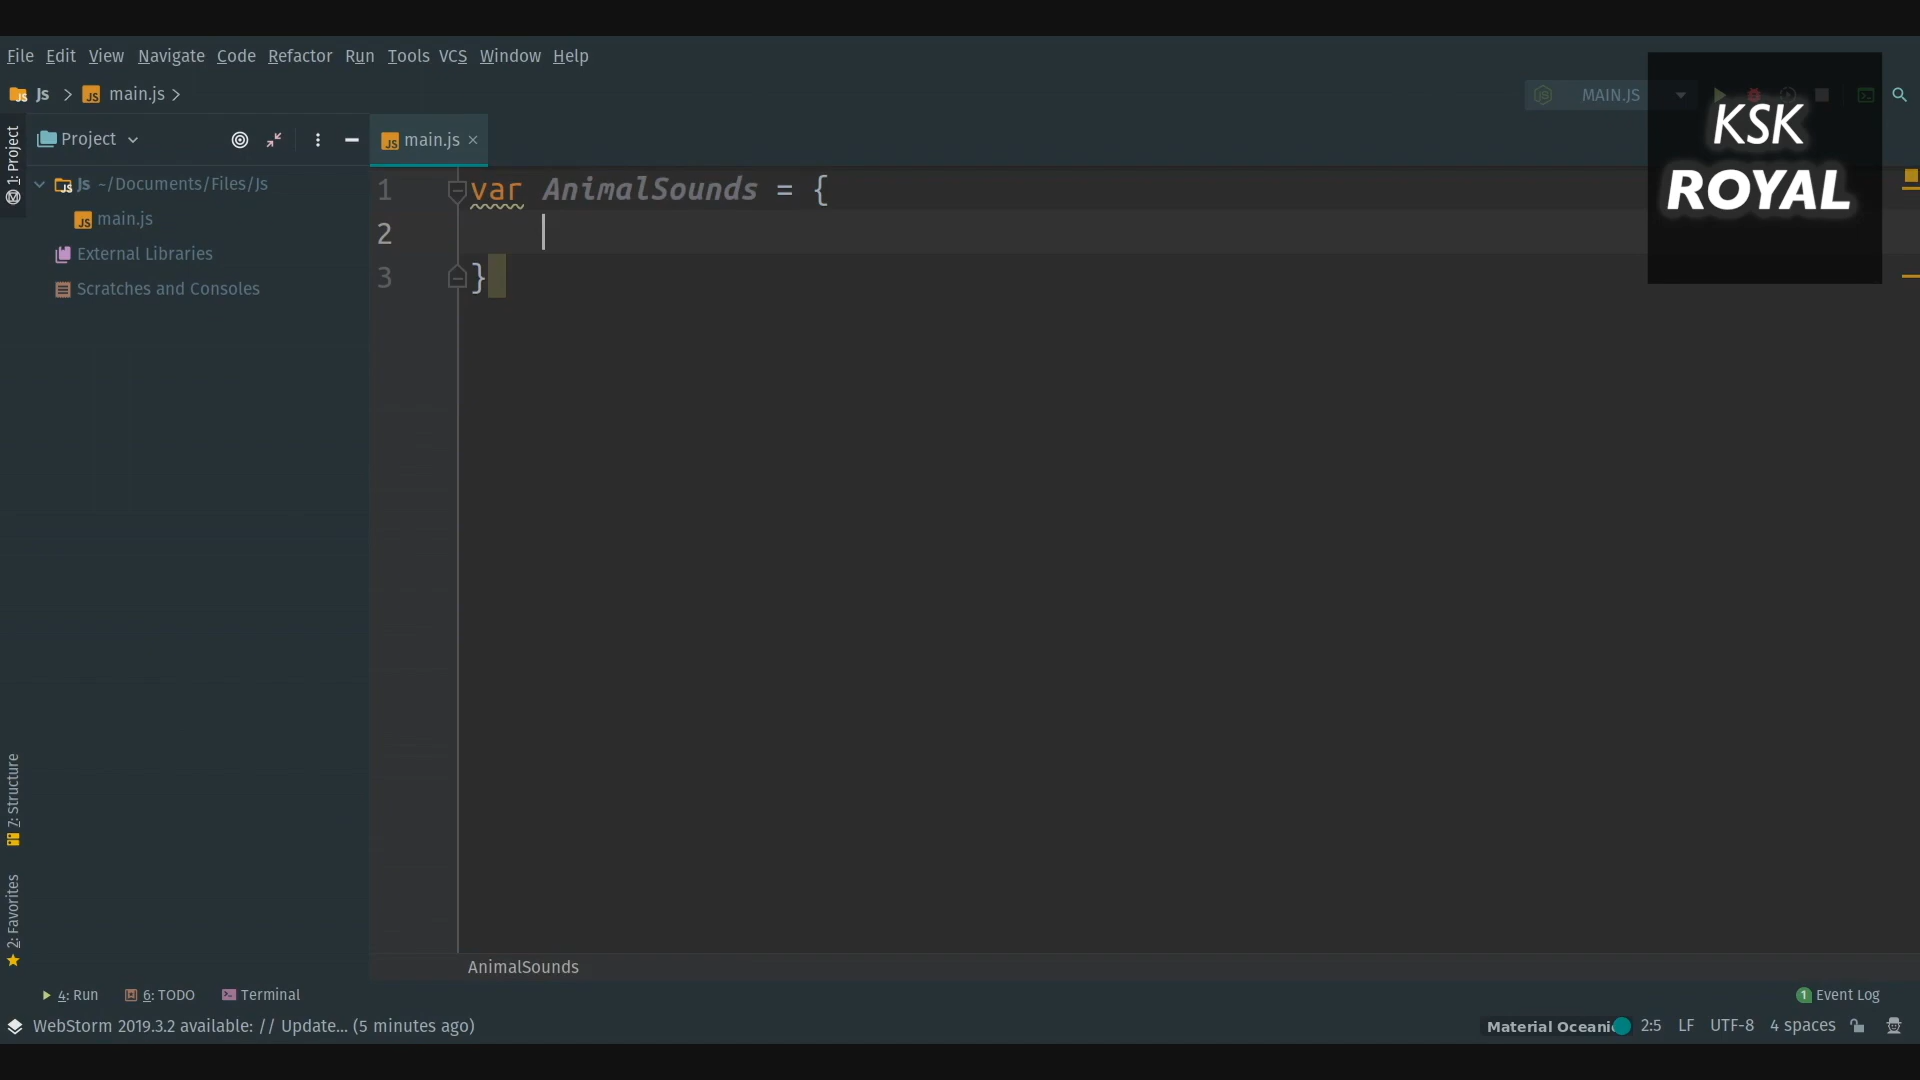 File Edit View Navigate Code Refactor Run Tools VCS Window Help
Js main.js
MAIN.JS
KSK
ROYAL
1: Project
Project
main.js
Js ~/Documents/Files/Js
main.js
External Libraries
Scratches and Consoles
1 var AnimalSounds = {
2
3 }
7: Structure
2: Favorites
AnimalSounds
4: Run 6: TODO Terminal
1 Event Log
WebStorm 2019.3.2 available: // Update... (5 minutes ago)
Material Oceani 2:5 LF UTF-8 4 spaces